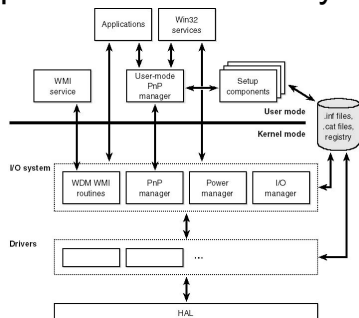 Applications
Win32
services
WMI
service
User-mode
PnP
manager
Setup
components
User mode
Kernel mode
.inf files,
.cat files,
registry
I/O system
WDM WMI
routines
PnP
manager
Power
manager
I/O
manager
Drivers
...
HAL